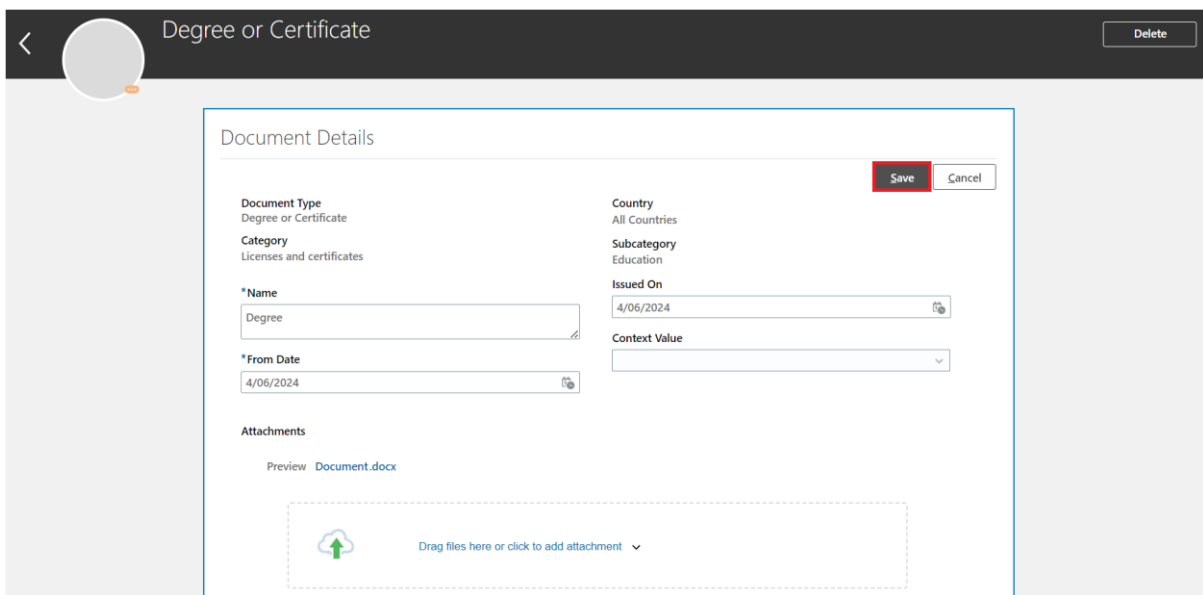 Degree or Certificate
Delete
Document Details
Save
Cancel
Document Type
Degree or Certificate
Country
All Countries
Category
Licenses and certificates
Subcategory
Education
*Name
Degree
Issued On
4/06/2024
*From Date
4/06/2024
Context Value
Attachments
Preview Document.docx
Drag files here or click to add attachment